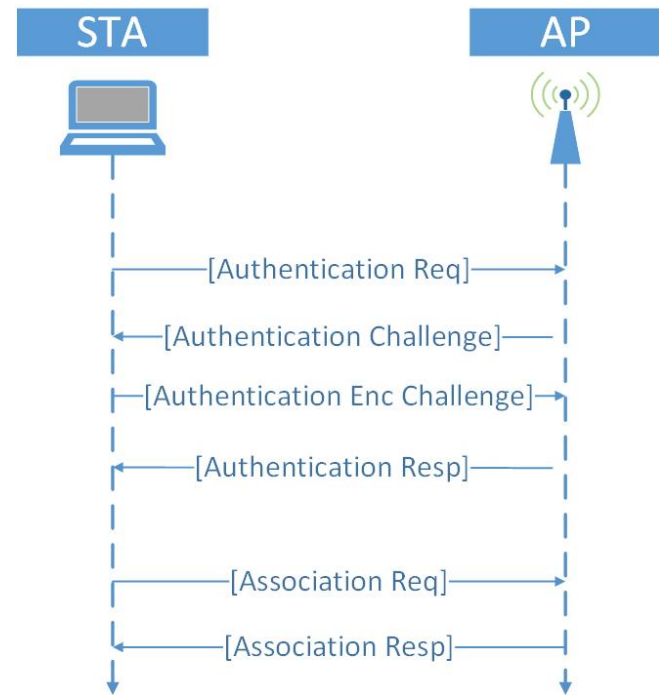 STA
AP
[Authentication Req]
[Authentication Challenge]
[Authentication Enc Challenge]
[Authentication Resp]
[Association Req]
[Association Resp]